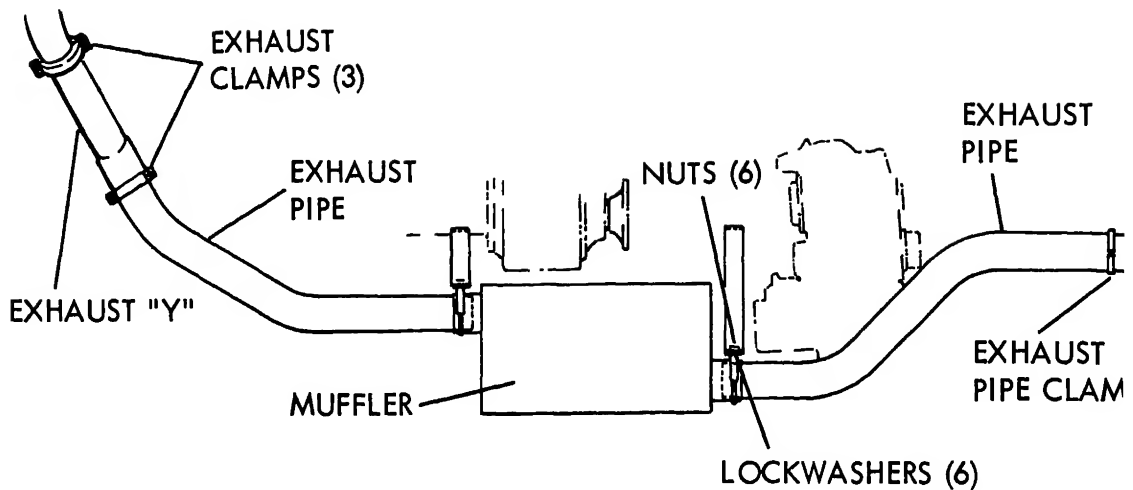 EXHAUST
CLAMPS (3)
EXHAUST
PIPE
NUTS (6)
EXHAUST
PIPE
EXHAUST "Y"
MUFFLER
EXHAUST
PIPE CLAM
LOCKWASHERS (6)